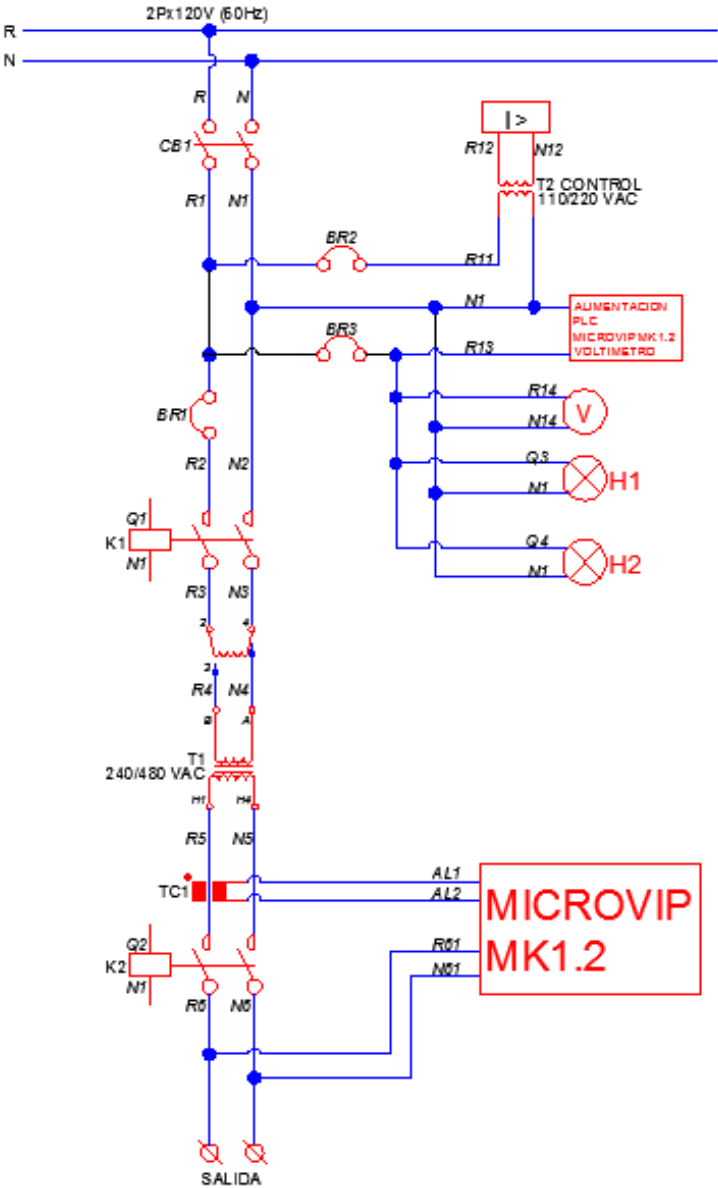 2Px120V (60Hz)
R
N
R N
CB1
R1 N1
| >
R12 N12
T2 CONTROL
110/220 VAC
BR2
R11
N1
ALIMENTACION
PLC
MICROVIP MK1.2
VOLTIMETRO
BR3
R13
R14
V
N14
BR1
R2 N2
Q3
H1
N1
Q4
H2
N1
Q1
K1
N1
R3 N3
2 4
3
R4 N4
B A
T1
240/480 VAC
H1 H4
R5 N5
TC1
AL1
AL2
MICROVIP
MK1.2
R61
N61
Q2
K2
N1
R6 N6
SALIDA